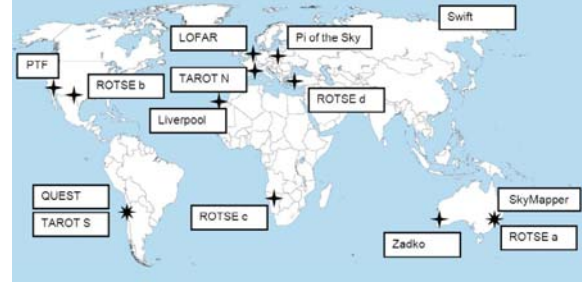 Swift
LOFAR
Pi of the Sky
PTF
ROTSE b
TAROT N
ROTSE d
Liverpool
QUEST
TAROT S
ROTSE c
SkyMapper
Zadko
ROTSE a